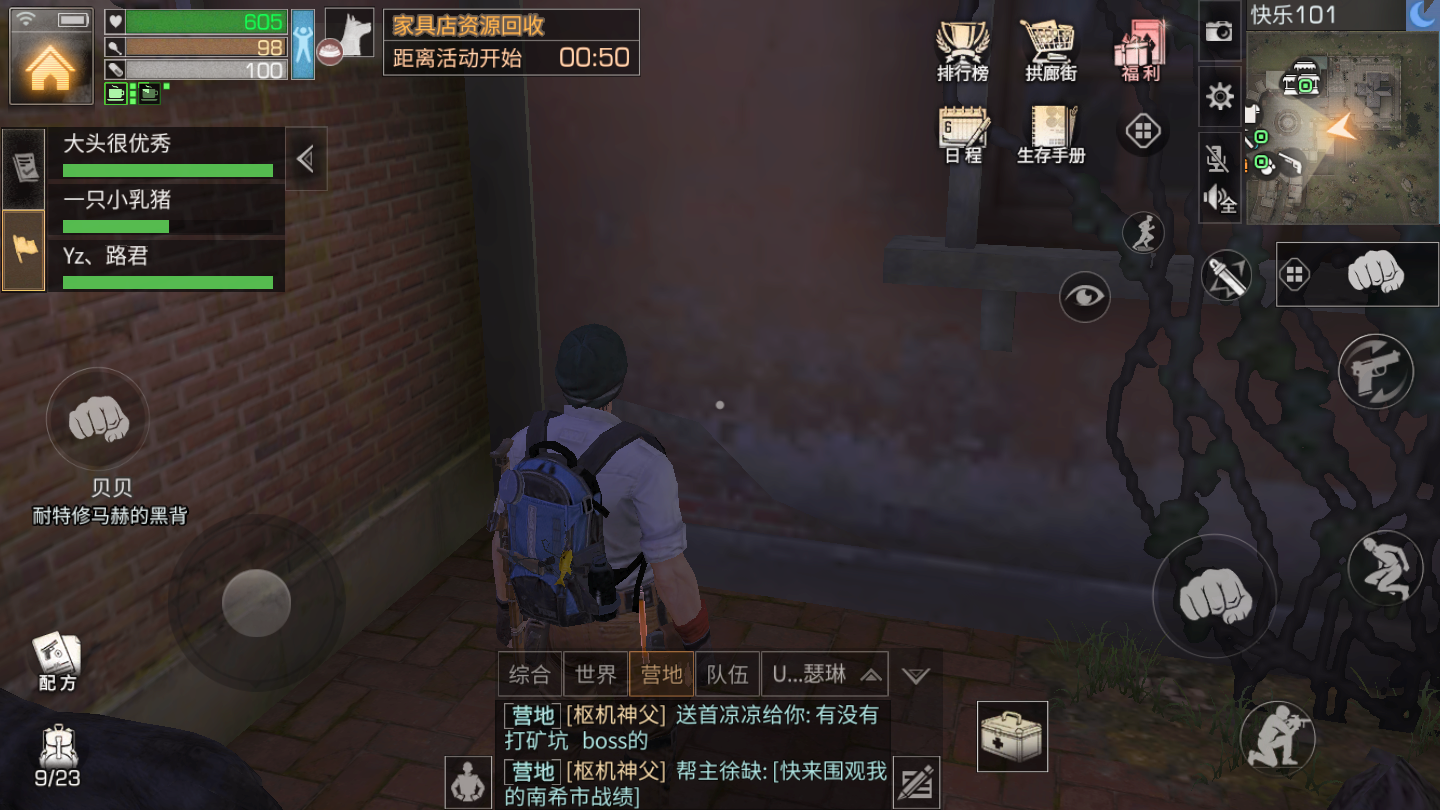 605
98
100
家具店资源回收
距离活动开始 00:50
排行榜
拱廊街
福利
6
日程
生存手册
快乐101
全
大头很优秀
一只小乳猪
Yz、路君
贝贝
耐特修马赫的黑背
配方
9/23
综合 世界 营地 队伍 U...瑟琳
[营地] [枢机神父] 送首凉凉给你: 有没有
打矿坑 boss的
[营地] [枢机神父] 帮主徐缺: [快来围观我
的南希市战绩]